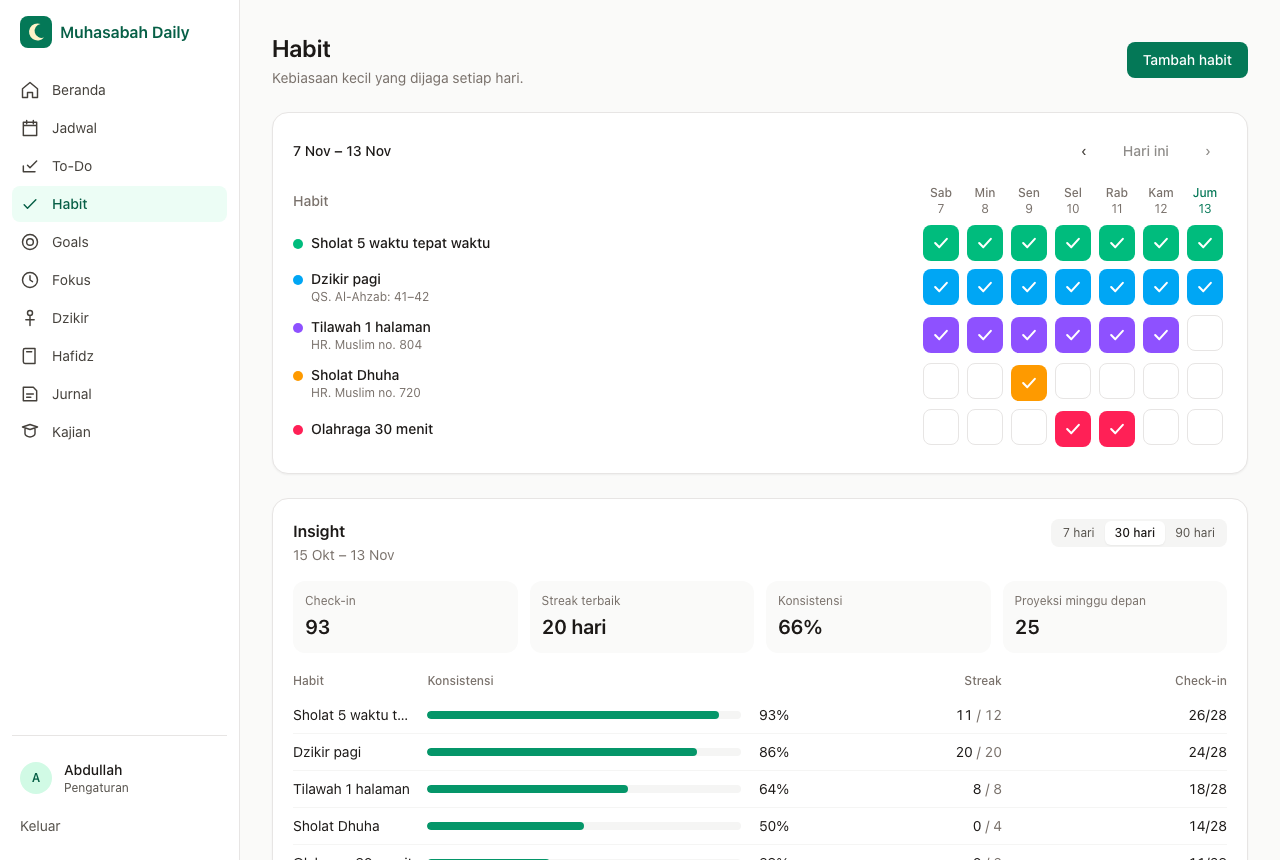 Muhasabah Daily
Beranda
Jadwal
To-Do
Habit
Goals
Fokus
Dzikir
Hafidz
Jurnal
Kajian
A
Abdullah
Pengaturan
Keluar
Habit
Kebiasaan kecil yang dijaga setiap hari.
Tambah habit
7 Nov – 13 Nov
‹ Hari ini ›
Habit Sab 7 Min 8 Sen 9 Sel 10 Rab 11 Kam 12 Jum 13
Sholat 5 waktu tepat waktu
Dzikir pagi
QS. Al-Ahzab: 41–42
Tilawah 1 halaman
HR. Muslim no. 804
Sholat Dhuha
HR. Muslim no. 720
Olahraga 30 menit
Insight
15 Okt – 13 Nov
7 hari 30 hari 90 hari
Check-in
93
Streak terbaik
20 hari
Konsistensi
66%
Proyeksi minggu depan
25
Habit Konsistensi Streak Check-in
Sholat 5 waktu t... 93% 11 / 12 26/28
Dzikir pagi 86% 20 / 20 24/28
Tilawah 1 halaman 64% 8 / 8 18/28
Sholat Dhuha 50% 0 / 4 14/28